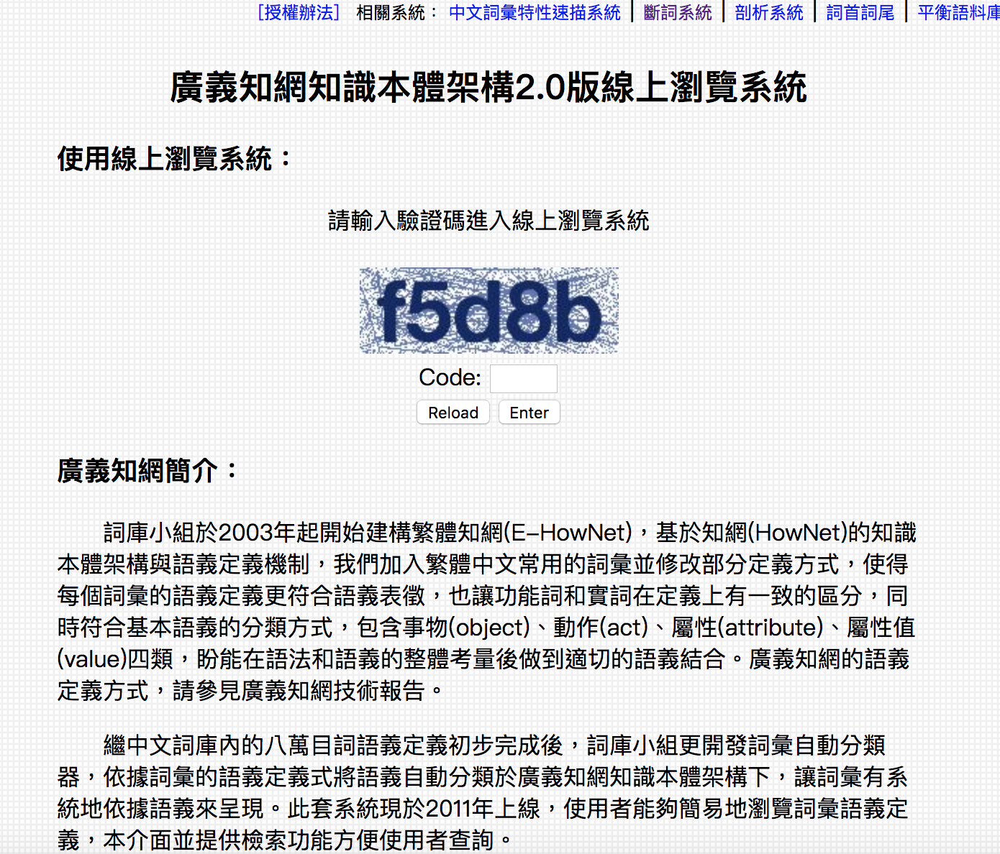 [授權辦法] 相關系統： 中文詞彙特性速描系統 | 斷詞系統 | 剖析系統 | 詞首詞尾 | 平衡語料庫
廣義知網知識本體架構2.0版線上瀏覽系統
使用線上瀏覽系統：
請輸入驗證碼進入線上瀏覽系統
f5d8b
Code:
Reload Enter
廣義知網簡介：
詞庫小組於2003年起開始建構繁體知網(E-HowNet)，基於知網(HowNet)的知識
本體架構與語義定義機制，我們加入繁體中文常用的詞彙並修改部分定義方式，使得
每個詞彙的語義定義更符合語義表徵，也讓功能詞和實詞在定義上有一致的區分，同
時符合基本語義的分類方式，包含事物(object)、動作(act)、屬性(attribute)、屬性值
(value)四類，盼能在語法和語義的整體考量後做到適切的語義結合。廣義知網的語義
定義方式，請參見廣義知網技術報告。
繼中文詞庫內的八萬目詞語義定義初步完成後，詞庫小組更開發詞彙自動分類
器，依據詞彙的語義定義式將語義自動分類於廣義知網知識本體架構下，讓詞彙有系
統地依據語義來呈現。此套系統現於2011年上線，使用者能夠簡易地瀏覽詞彙語義定
義，本介面並提供檢索功能方便使用者查詢。